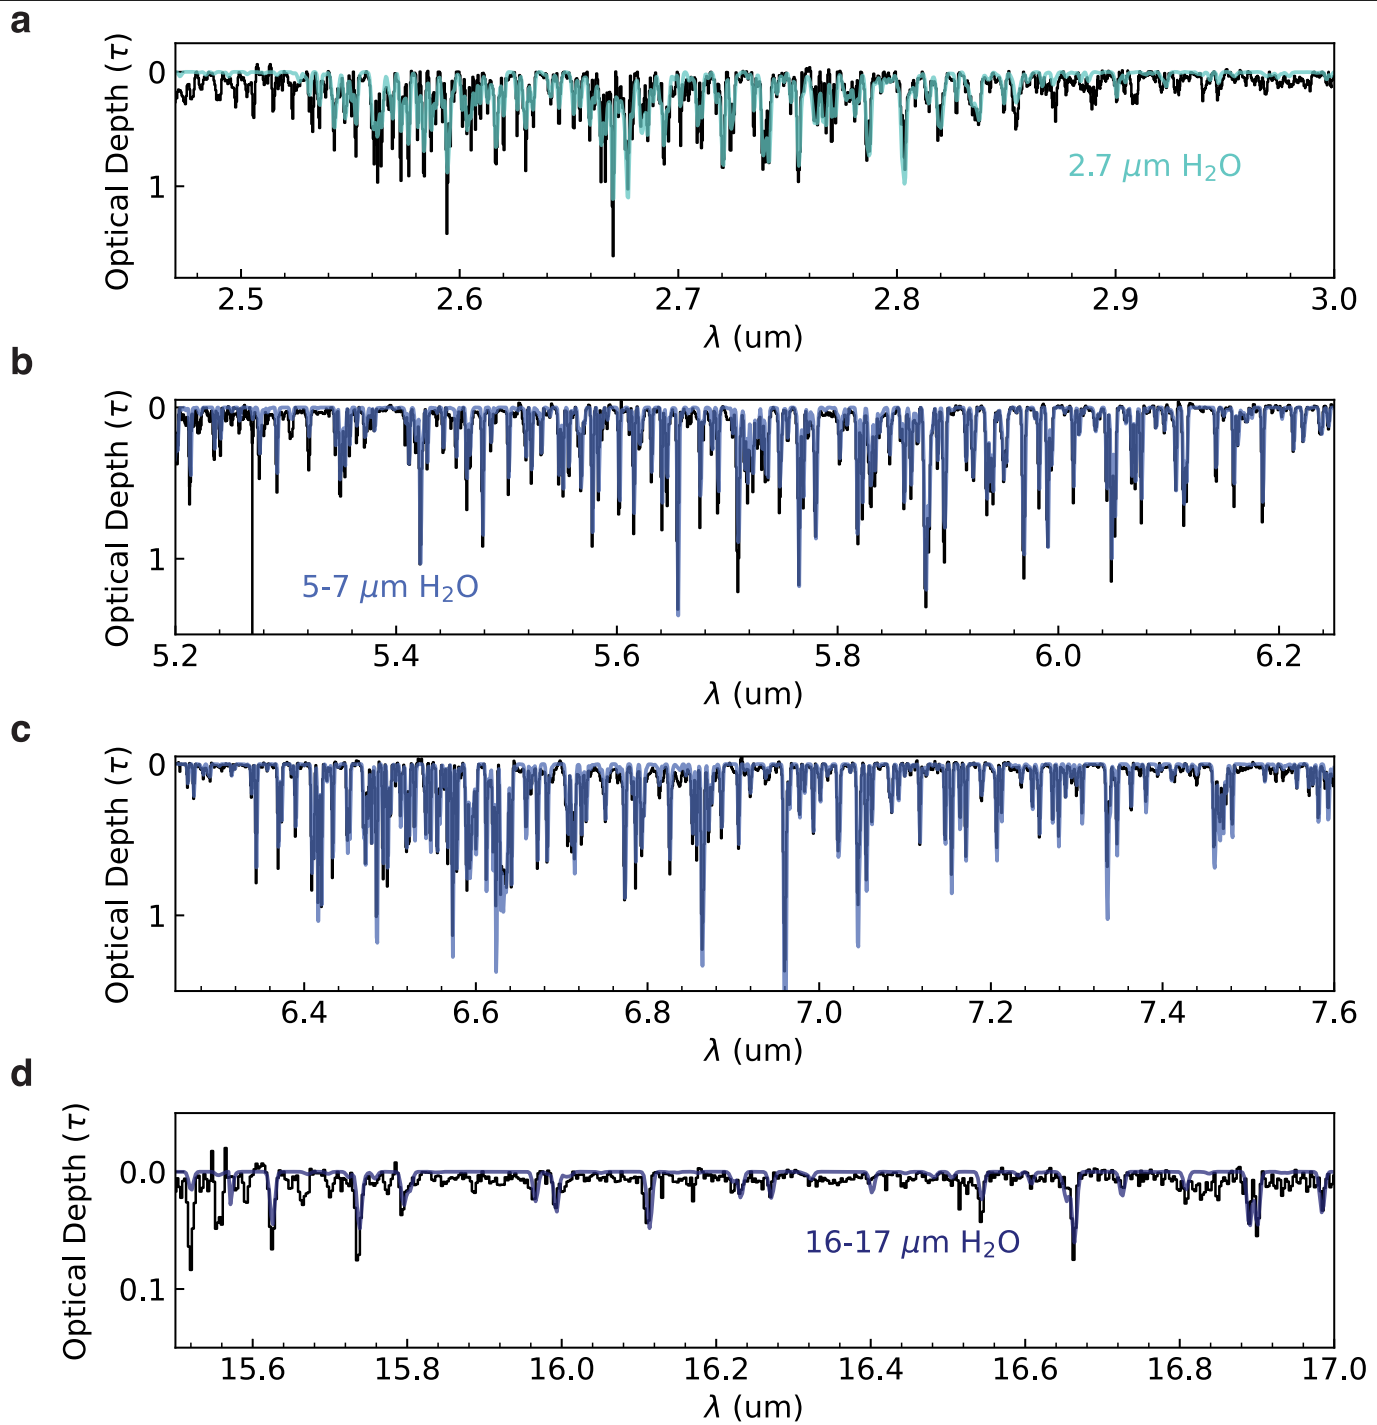 a
Optical Depth (τ)
0
1
2.7 μm H₂O
2.5 2.6 2.7 2.8 2.9 3.0
λ (um)
b
Optical Depth (τ)
0
1
5-7 μm H₂O
5.2 5.4 5.6 5.8 6.0 6.2
λ (um)
c
Optical Depth (τ)
0
1
6.4 6.6 6.8 7.0 7.2 7.4 7.6
λ (um)
d
Optical Depth (τ)
0.0
0.1
16-17 μm H₂O
15.6 15.8 16.0 16.2 16.4 16.6 16.8 17.0
λ (um)